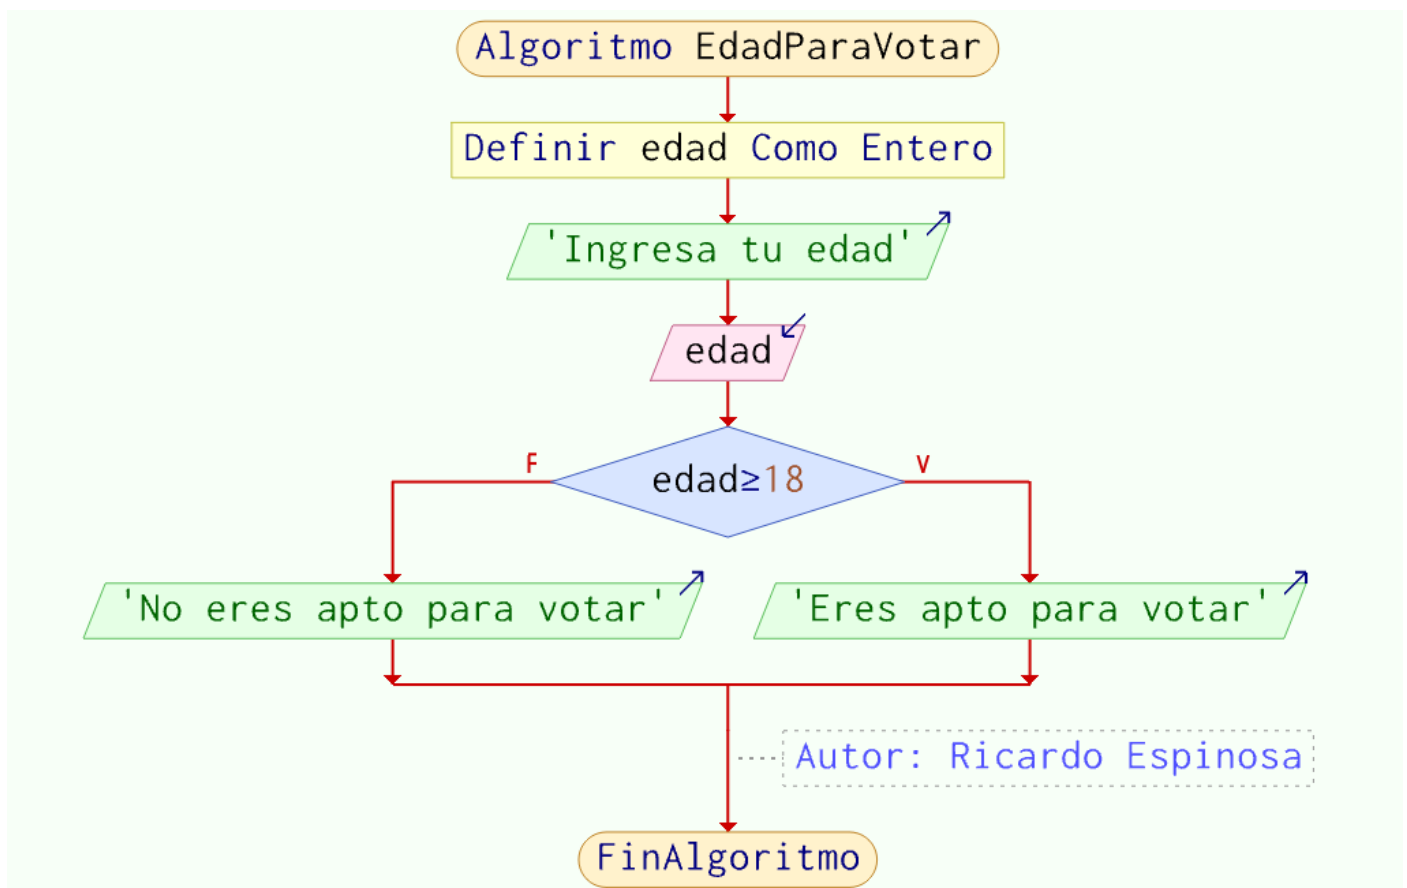 Algoritmo EdadParaVotar
Definir edad Como Entero
'Ingresa tu edad'
edad
edad≥18
F
V
'No eres apto para votar'
'Eres apto para votar'
Autor: Ricardo Espinosa
FinAlgoritmo